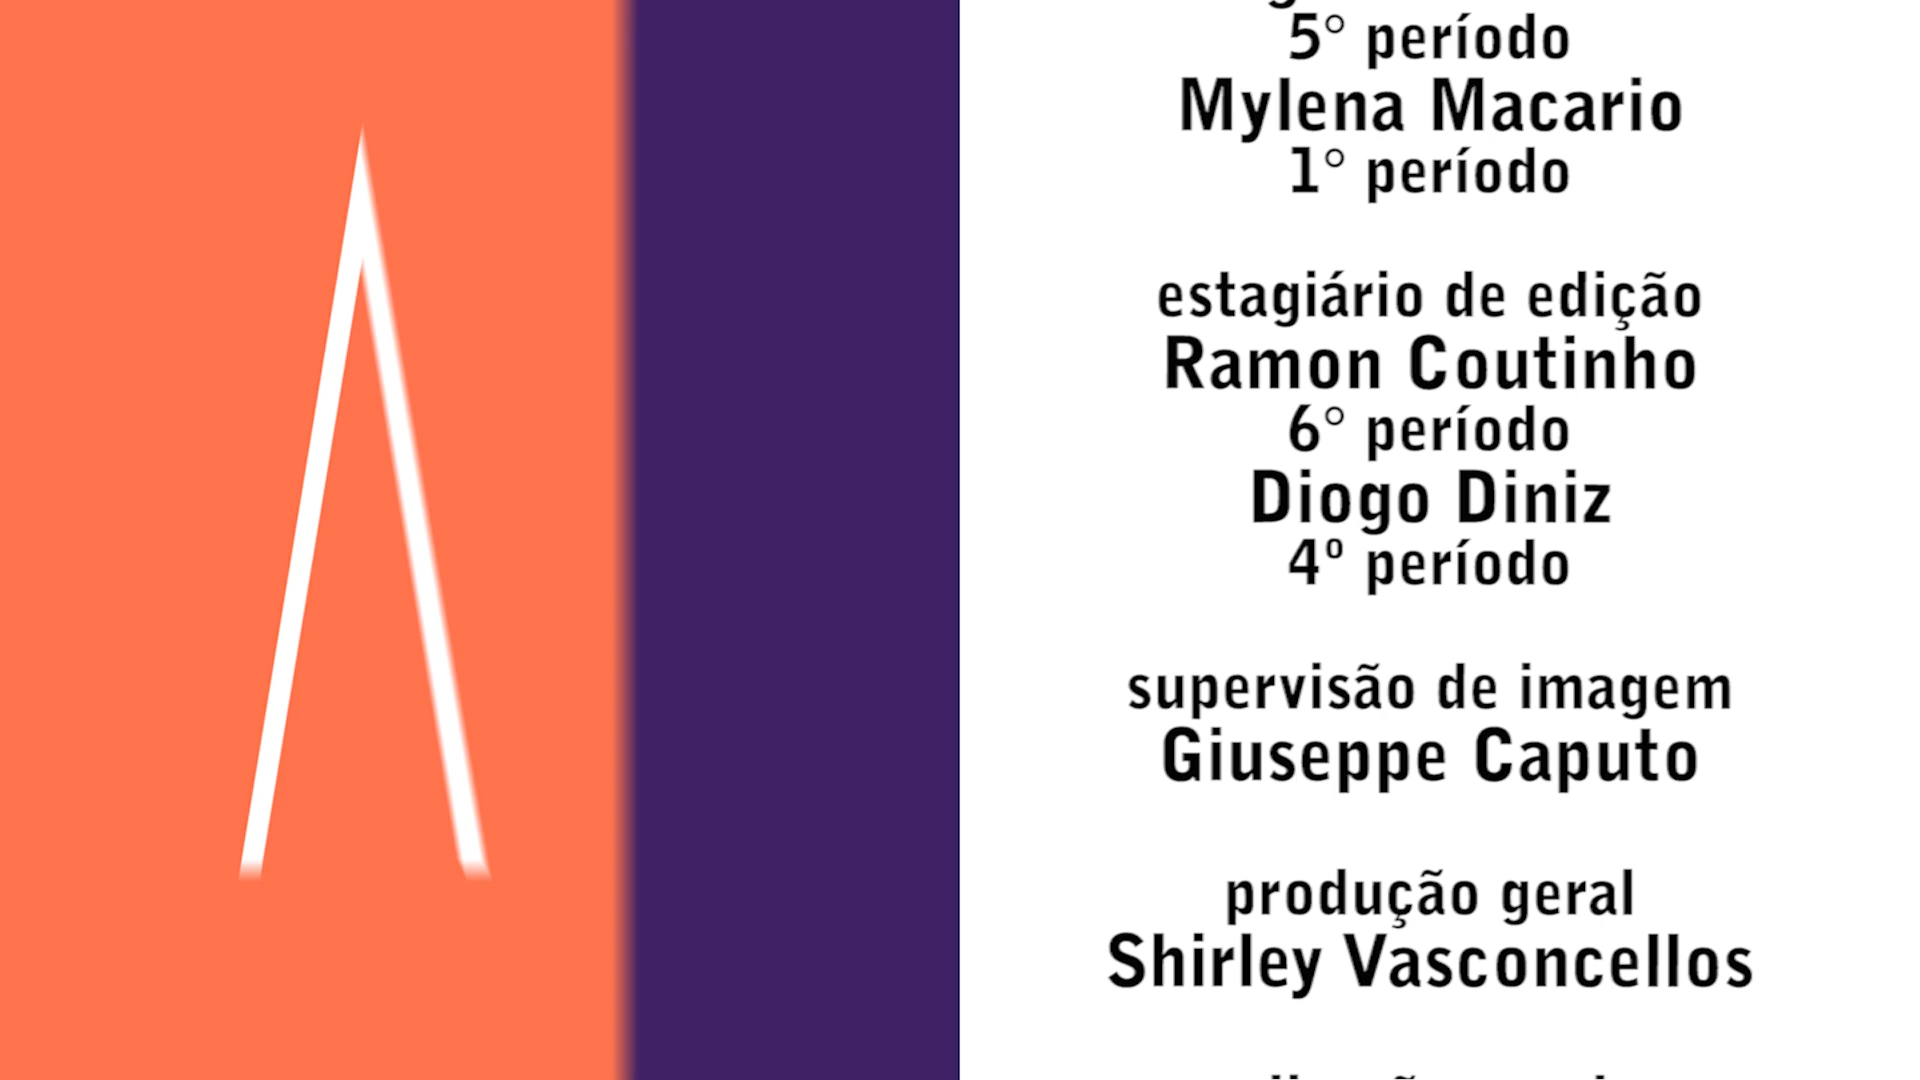 5° período
Mylena Macario
1° período
estagiário de edição
Ramon Coutinho
6° período
Diogo Diniz
4º período
supervisão de imagem
Giuseppe Caputo
produção geral
Shirley Vasconcellos